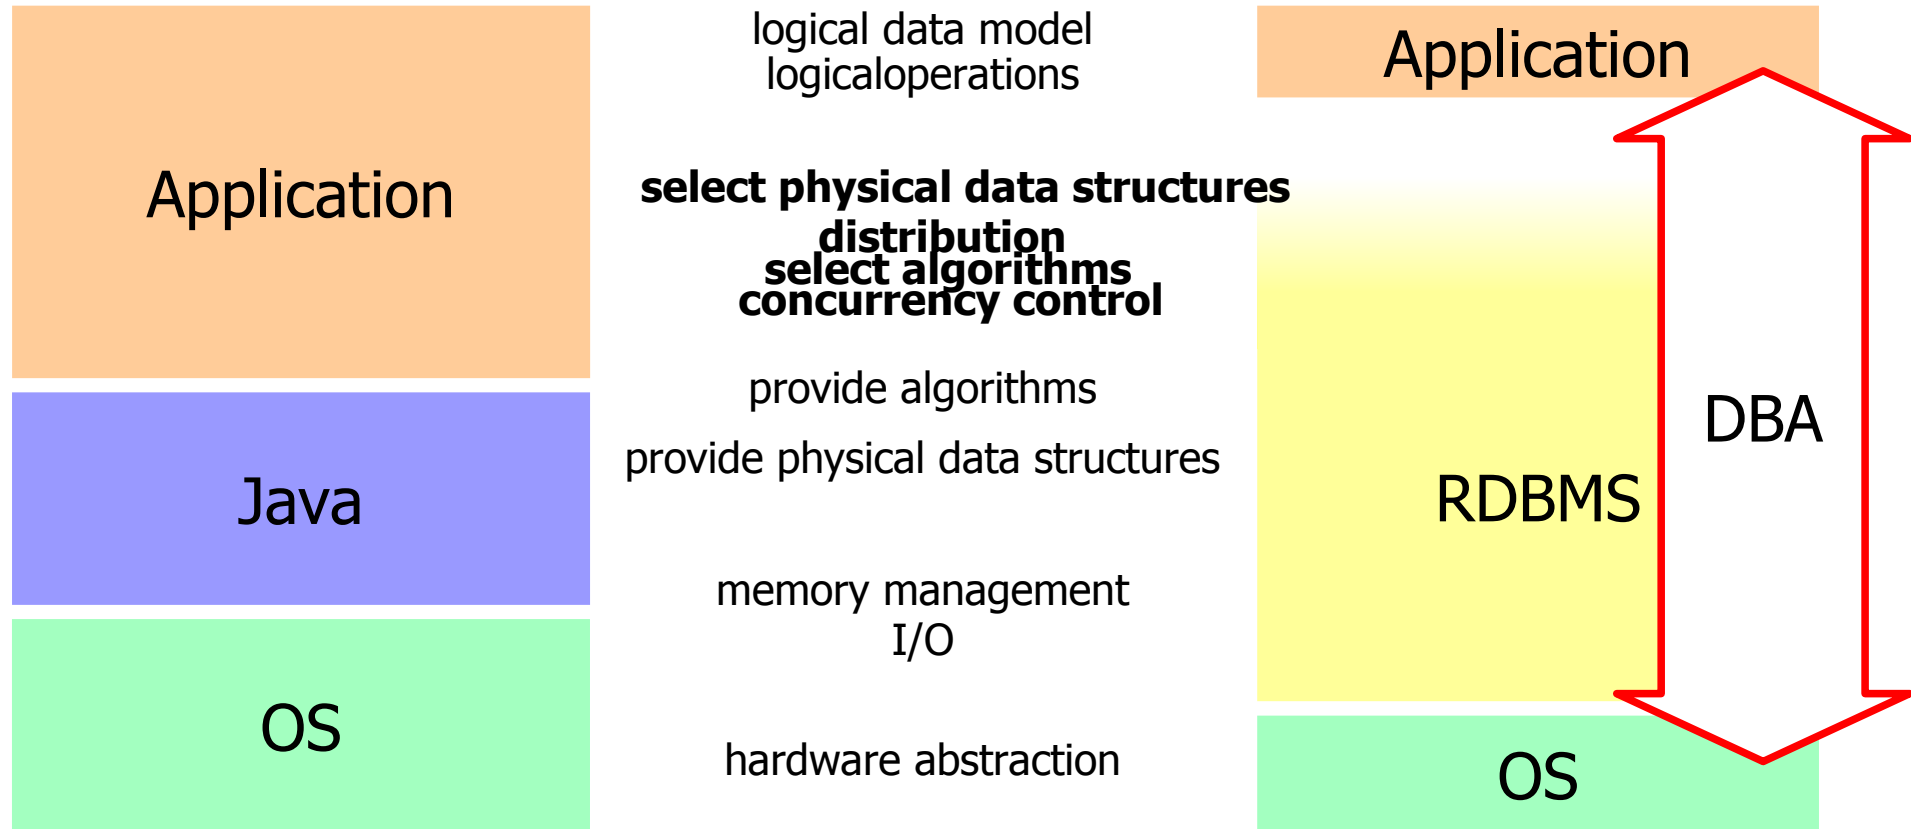 Application
Java
OS
logical data model
logicaloperations
select physical data structures
distribution
select algorithms
concurrency control
provide algorithms
provide physical data structures
memory management
I/O
hardware abstraction
Application
RDBMS
DBA
OS